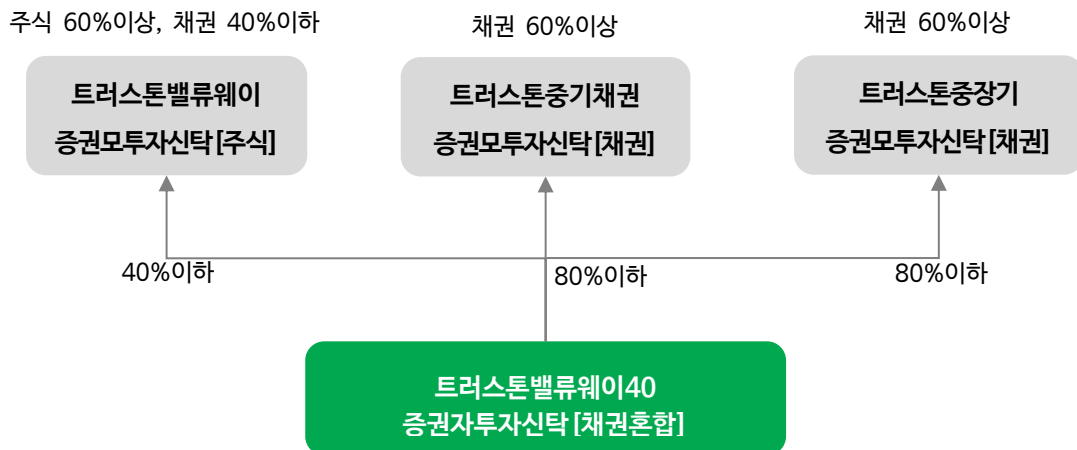 주식 60%이상, 채권 40%이하
채권 60%이상
채권 60%이상
트러스톤밸류웨이
증권모투자신탁[주식]
트러스톤중기채권
증권모투자신탁[채권]
트러스톤중장기
증권모투자신탁[채권]
40%이하
80%이하
80%이하
트러스톤밸류웨이40
증권자투자신탁[채권혼합]